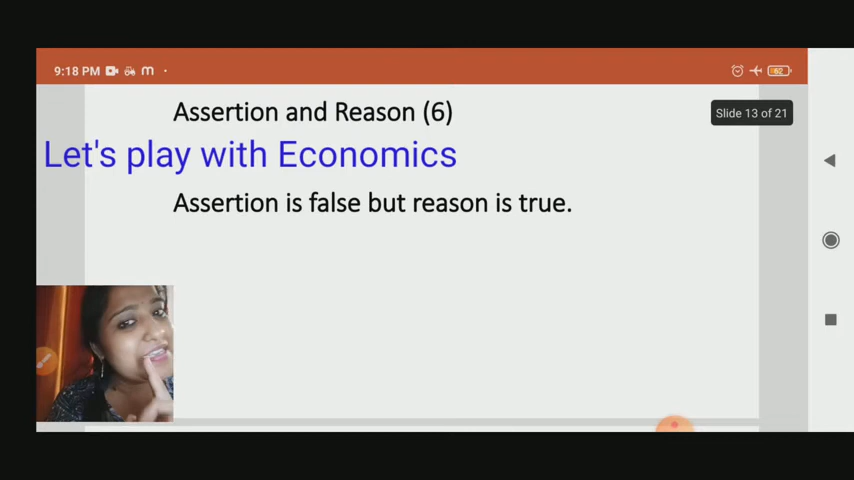 9:18 PM
62
Assertion and Reason (6)
Slide 13 of 21
Let's play with Economics
Assertion is false but reason is true.